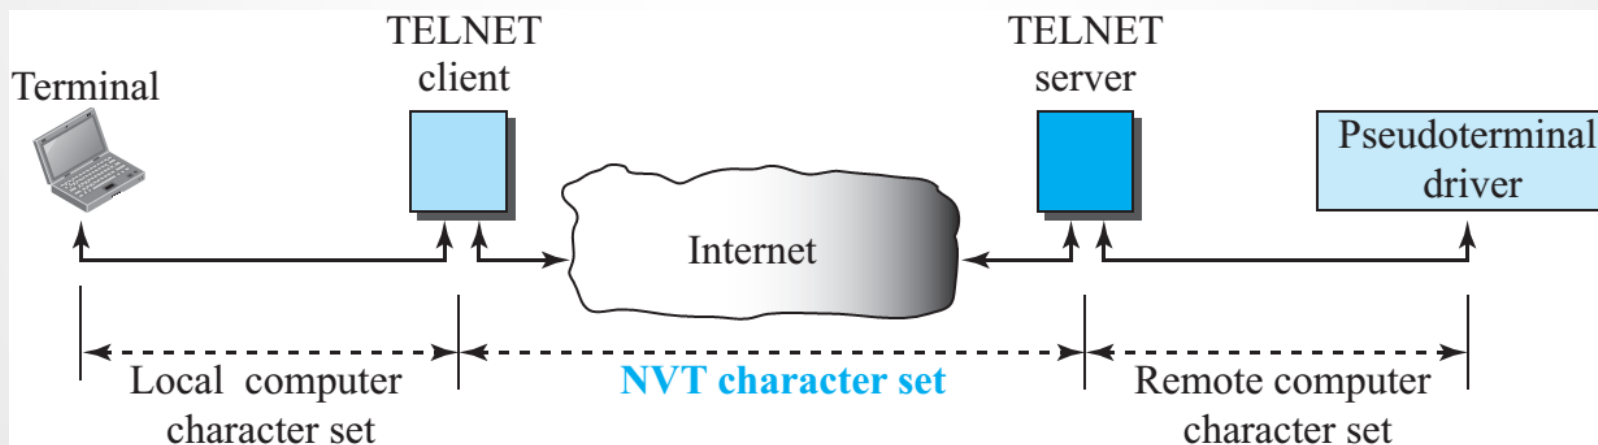 TELNET
client
TELNET
server
Terminal
Pseudoterminal
driver
Internet
Local computer
character set
NVT character set
Remote computer
character set